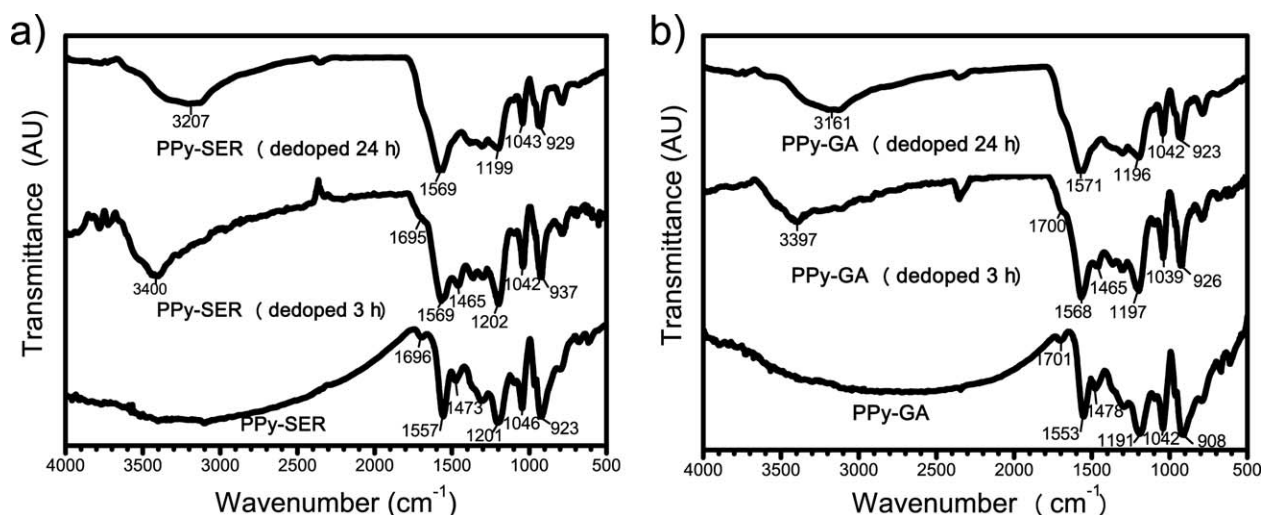 a)
Transmittance (AU)
3207
PPy-SER ( dedoped 24 h)
1569
1199
1043
929
3400
PPy-SER ( dedoped 3 h)
1695
1569
1465
1202
1042
937
PPy-SER
1696
1557
1473
1201
1046
923
4000 3500 3000 2500 2000 1500 1000 500
Wavenumber (cm⁻¹)
b)
Transmittance (AU)
3161
PPy-GA ( dedoped 24 h)
1571
1196
1042
923
3397
PPy-GA ( dedoped 3 h)
1700
1568
1465
1197
1039
926
PPy-GA
1701
1553
1478
1191
1042
908
4000 3500 3000 2500 2000 1500 1000 500
Wavenumber ( cm⁻¹)